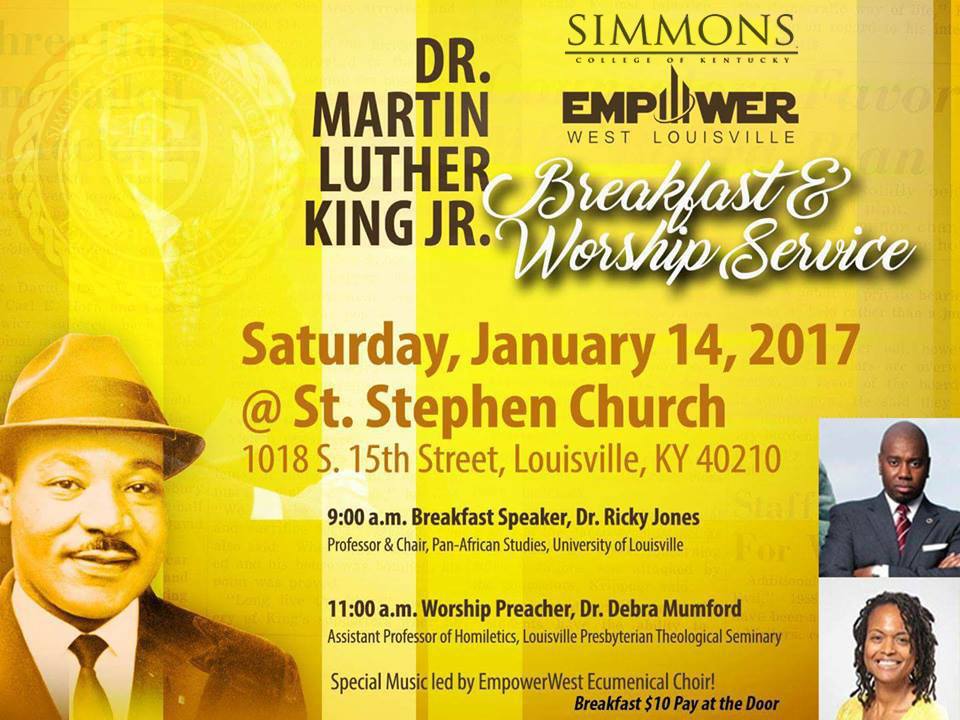 DR.
MARTIN
LUTHER
KING JR.
SIMMONS
COLLEGE OF KENTUCKY
EMPOWER
WEST LOUISVILLE
Breakfast &
Worship Service
Saturday, January 14, 2017
@ St. Stephen Church
1018 S. 15th Street, Louisville, KY 40210
9:00 a.m. Breakfast Speaker, Dr. Ricky Jones
Professor & Chair, Pan-African Studies, University of Louisville
11:00 a.m. Worship Preacher, Dr. Debra Mumford
Assistant Professor of Homiletics, Louisville Presbyterian Theological Seminary
Special Music led by EmpowerWest Ecumenical Choir!
Breakfast $10 Pay at the Door